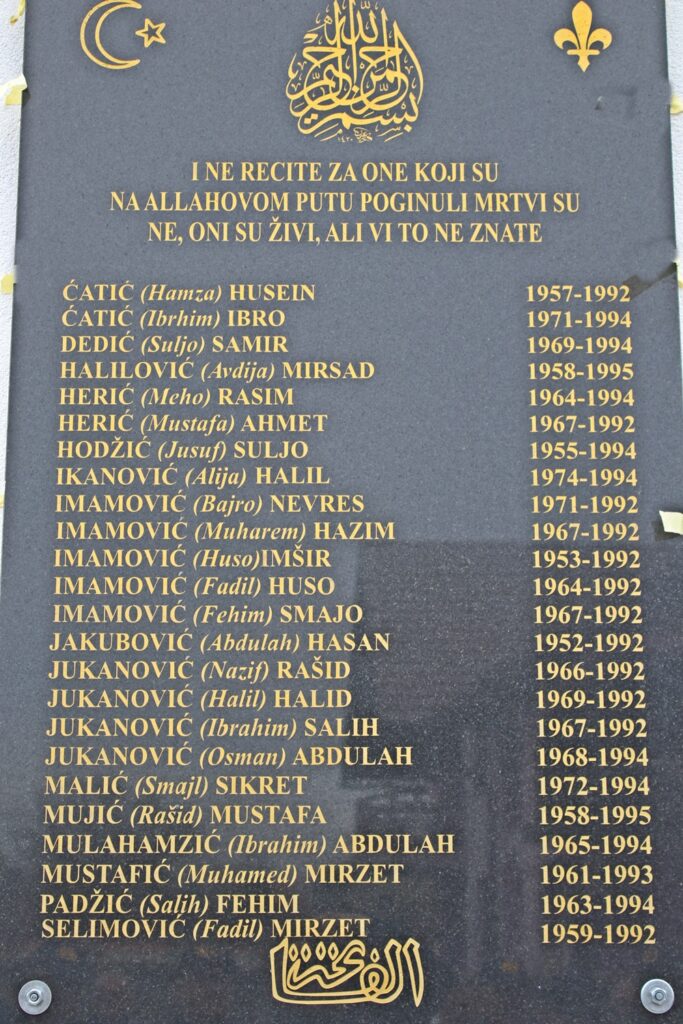 بسم الله الرحمن الرحيم
I NE RECITE ZA ONE KOJI SU
NA ALLAHOVOM PUTU POGINULI MRTVI SU
NE, ONI SU ŽIVI, ALI VI TO NE ZNATE
ĆATIĆ (Hamza) HUSEIN 1957-1992
ĆATIĆ (Ibrhim) IBRO 1971-1994
DEDIĆ (Suljo) SAMIR 1969-1994
HALILOVIĆ (Avdija) MIRSAD 1958-1995
HERIĆ (Meho) RASIM 1964-1994
HERIĆ (Mustafa) AHMET 1967-1992
HODŽIĆ (Jusuf) SULJO 1955-1994
IKANOVIĆ (Alija) HALIL 1974-1994
IMAMOVIĆ (Bajro) NEVRES 1971-1992
IMAMOVIĆ (Muharem) HAZIM 1967-1992
IMAMOVIĆ (Huso)IMŠIR 1953-1992
IMAMOVIĆ (Fadil) HUSO 1964-1992
IMAMOVIĆ (Fehim) SMAJO 1967-1992
JAKUBOVIĆ (Abdulah) HASAN 1952-1992
JUKANOVIĆ (Nazif) RAŠID 1966-1992
JUKANOVIĆ (Halil) HALID 1969-1992
JUKANOVIĆ (Ibrahim) SALIH 1967-1992
JUKANOVIĆ (Osman) ABDULAH 1968-1994
MALIĆ (Smajl) SIKRET 1972-1994
MUJIĆ (Rašid) MUSTAFA 1958-1995
MULAHAMZIĆ (Ibrahim) ABDULAH 1965-1994
MUSTAFIĆ (Muhamed) MIRZET 1961-1993
PADŽIĆ (Salih) FEHIM 1963-1994
SELIMOVIĆ (Fadil) MIRZET 1959-1992
الفاتحة